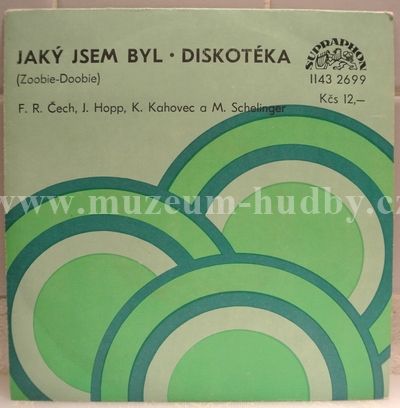 JAKÝ JSEM BYL · DISKOTÉKA
(Zoobie-Doobie)
F. R. Čech, J. Hopp, K. Kahovec a M. Schelinger
SUPRAPHON
1143 2699
Kčs 12,–
www.muzeum-hudby.cz